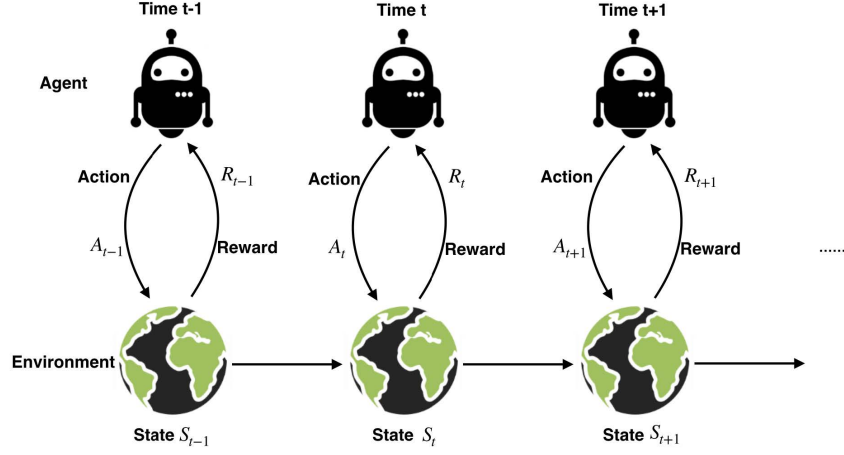 Time t-1 Time t Time t+1
Agent
Action R_{t-1} Action R_t Action R_{t+1}
A_{t-1} Reward A_t Reward A_{t+1} Reward ......
Environment
State S_{t-1} State S_t State S_{t+1}